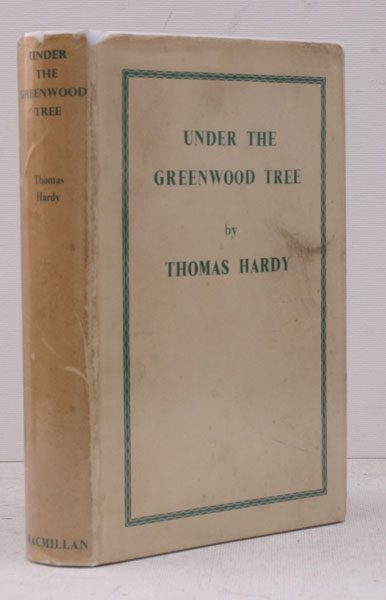 UNDER
THE
GREENWOOD
TREE
Thomas
Hardy
MACMILLAN
UNDER THE
GREENWOOD TREE
by
THOMAS HARDY